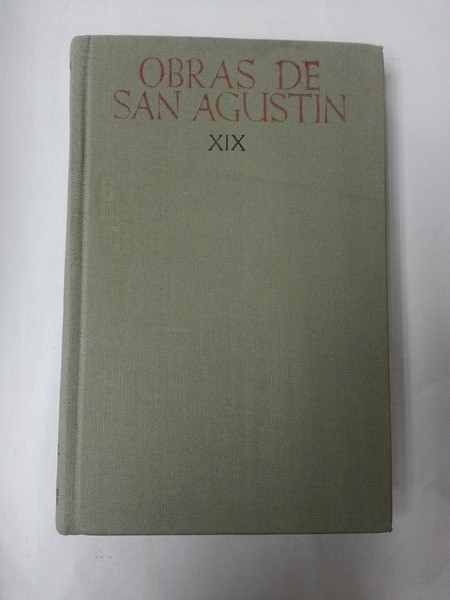 OBRAS DE
SAN AGUSTIN
XIX